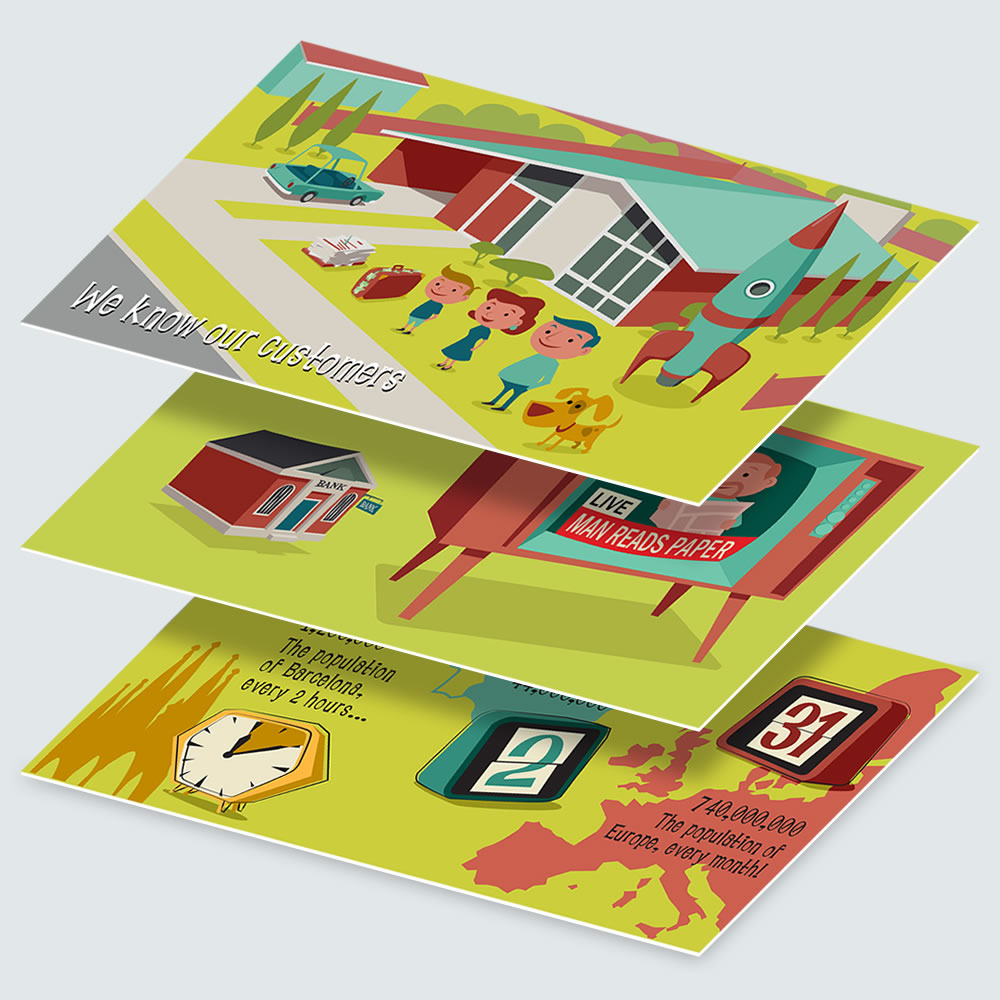 We know our customers
BANK
BANK
LIVE
MAN READS PAPER
The population
of Barcelona,
every 2 hours...
2
31
740,000,000
The population of
Europe, every month!